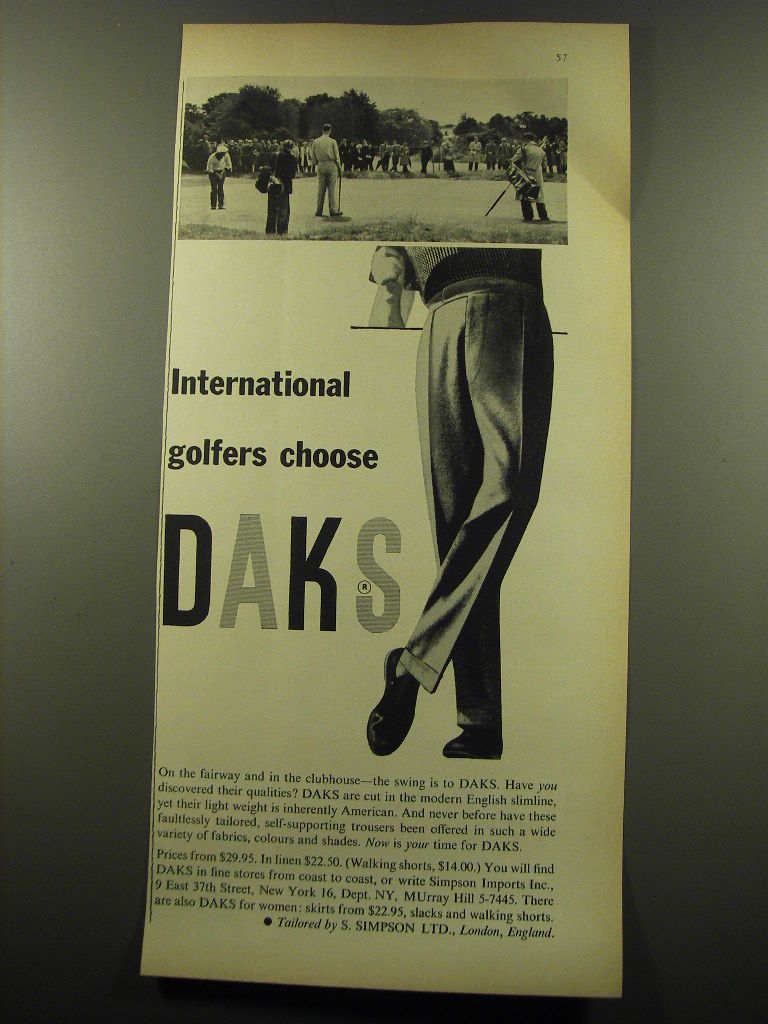 57
International
golfers choose
DAKS®
On the fairway and in the clubhouse—the swing is to DAKS. Have you
discovered their qualities? DAKS are cut in the modern English slimline,
yet their light weight is inherently American. And never before have these
faultlessly tailored, self-supporting trousers been offered in such a wide
variety of fabrics, colours and shades. Now is your time for DAKS.
Prices from $29.95. In linen $22.50. (Walking shorts, $14.00.) You will find
DAKS in fine stores from coast to coast, or write Simpson Imports Inc.,
9 East 37th Street, New York 16, Dept. NY, MUrray Hill 5-7445. There
are also DAKS for women: skirts from $22.95, slacks and walking shorts.
● Tailored by S. SIMPSON LTD., London, England.